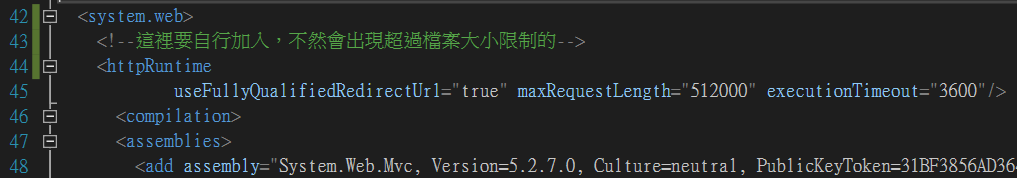 42 <system.web>
43 <!--這裡要自行加入，不然會出現超過檔案大小限制的-->
44 <httpRuntime
45 useFullyQualifiedRedirectUrl="true" maxRequestLength="512000" executionTimeout="3600"/>
46 <compilation>
47 <assemblies>
48 <add assembly="System.Web.Mvc, Version=5.2.7.0, Culture=neutral, PublicKeyToken=31BF3856AD364